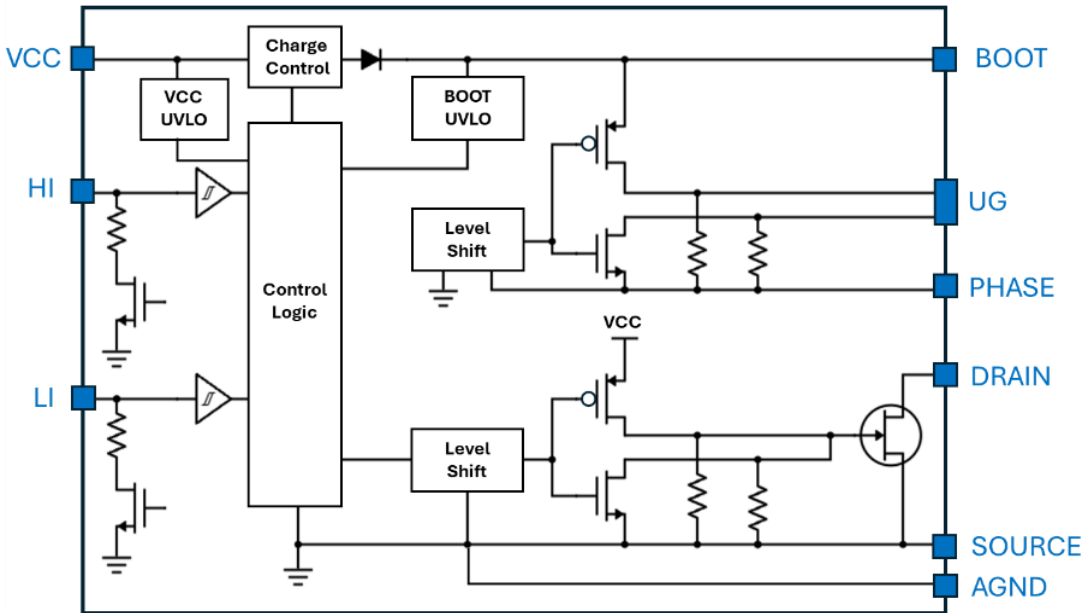 VCC
Charge
Control
BOOT
VCC
UVLO
BOOT
UVLO
HI
UG
Level
Shift
Control
Logic
PHASE
VCC
DRAIN
LI
Level
Shift
SOURCE
AGND